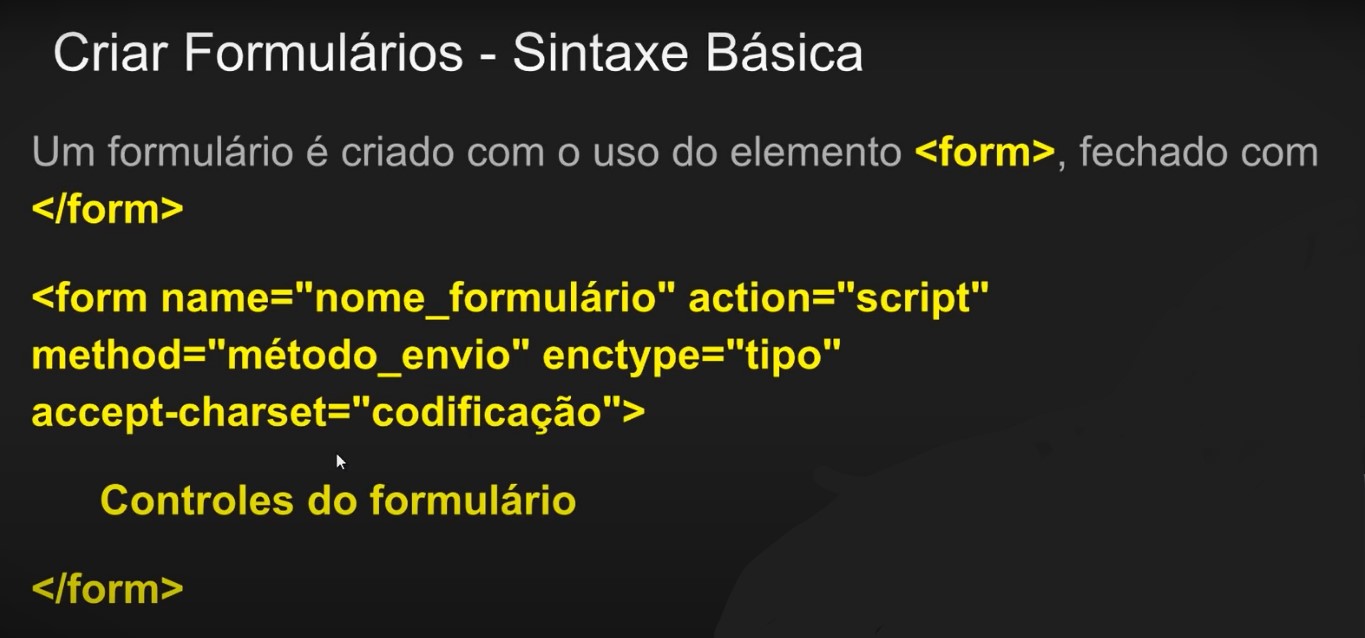 Criar Formulários - Sintaxe Básica
Um formulário é criado com o uso do elemento <form>, fechado com
</form>
<form name="nome_formulário" action="script"
method="método_envio" enctype="tipo"
accept-charset="codificação">
Controles do formulário
</form>